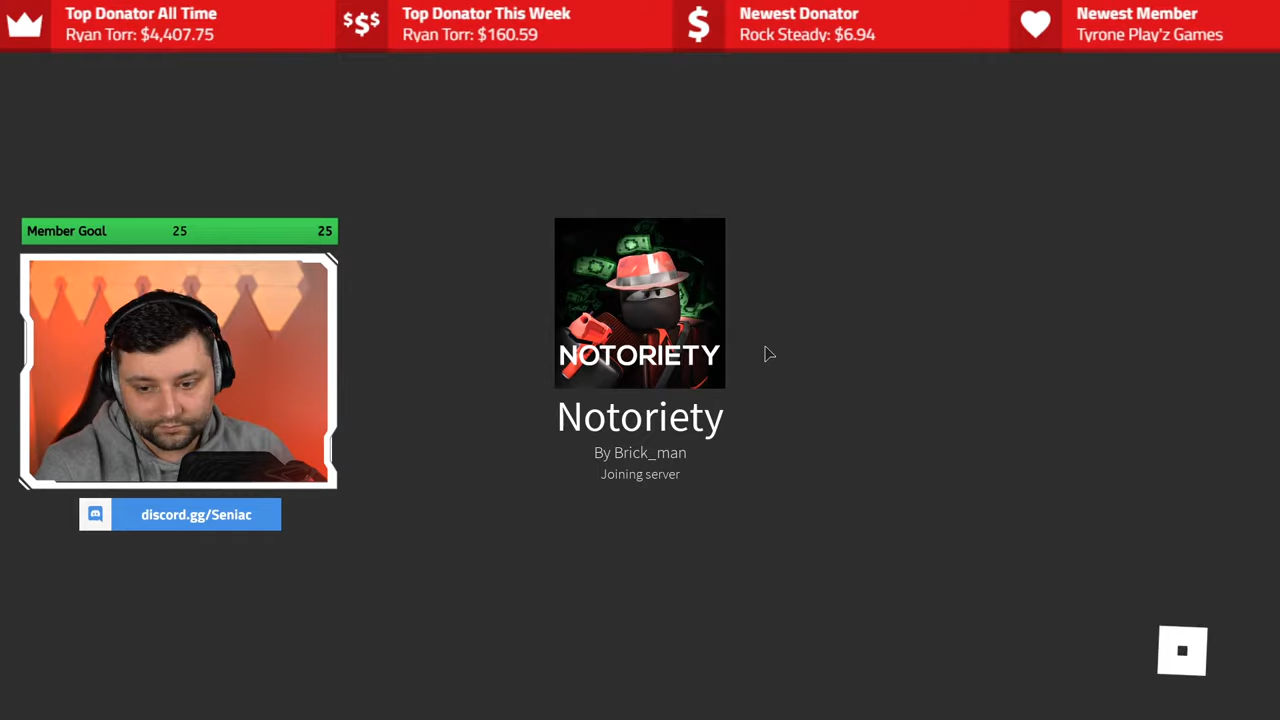 Top Donator All Time
Ryan Torr: $4,407.75
Top Donator This Week
Ryan Torr: $160.59
Newest Donator
Rock Steady: $6.94
Newest Member
Tyrone Play'z Games
Member Goal 25 25
discord.gg/Seniac
NOTORIETY
Notoriety
By Brick_man
Joining server